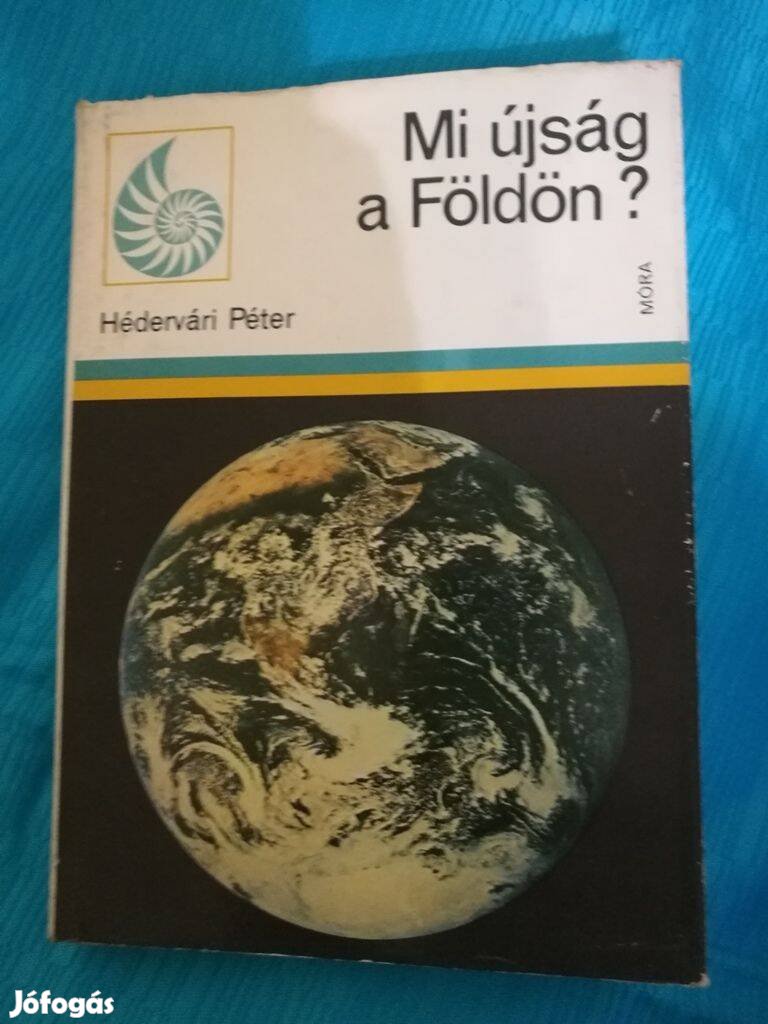 Mi újság
a Földön ?
MÓRA
Hédervári Péter
Jófogás